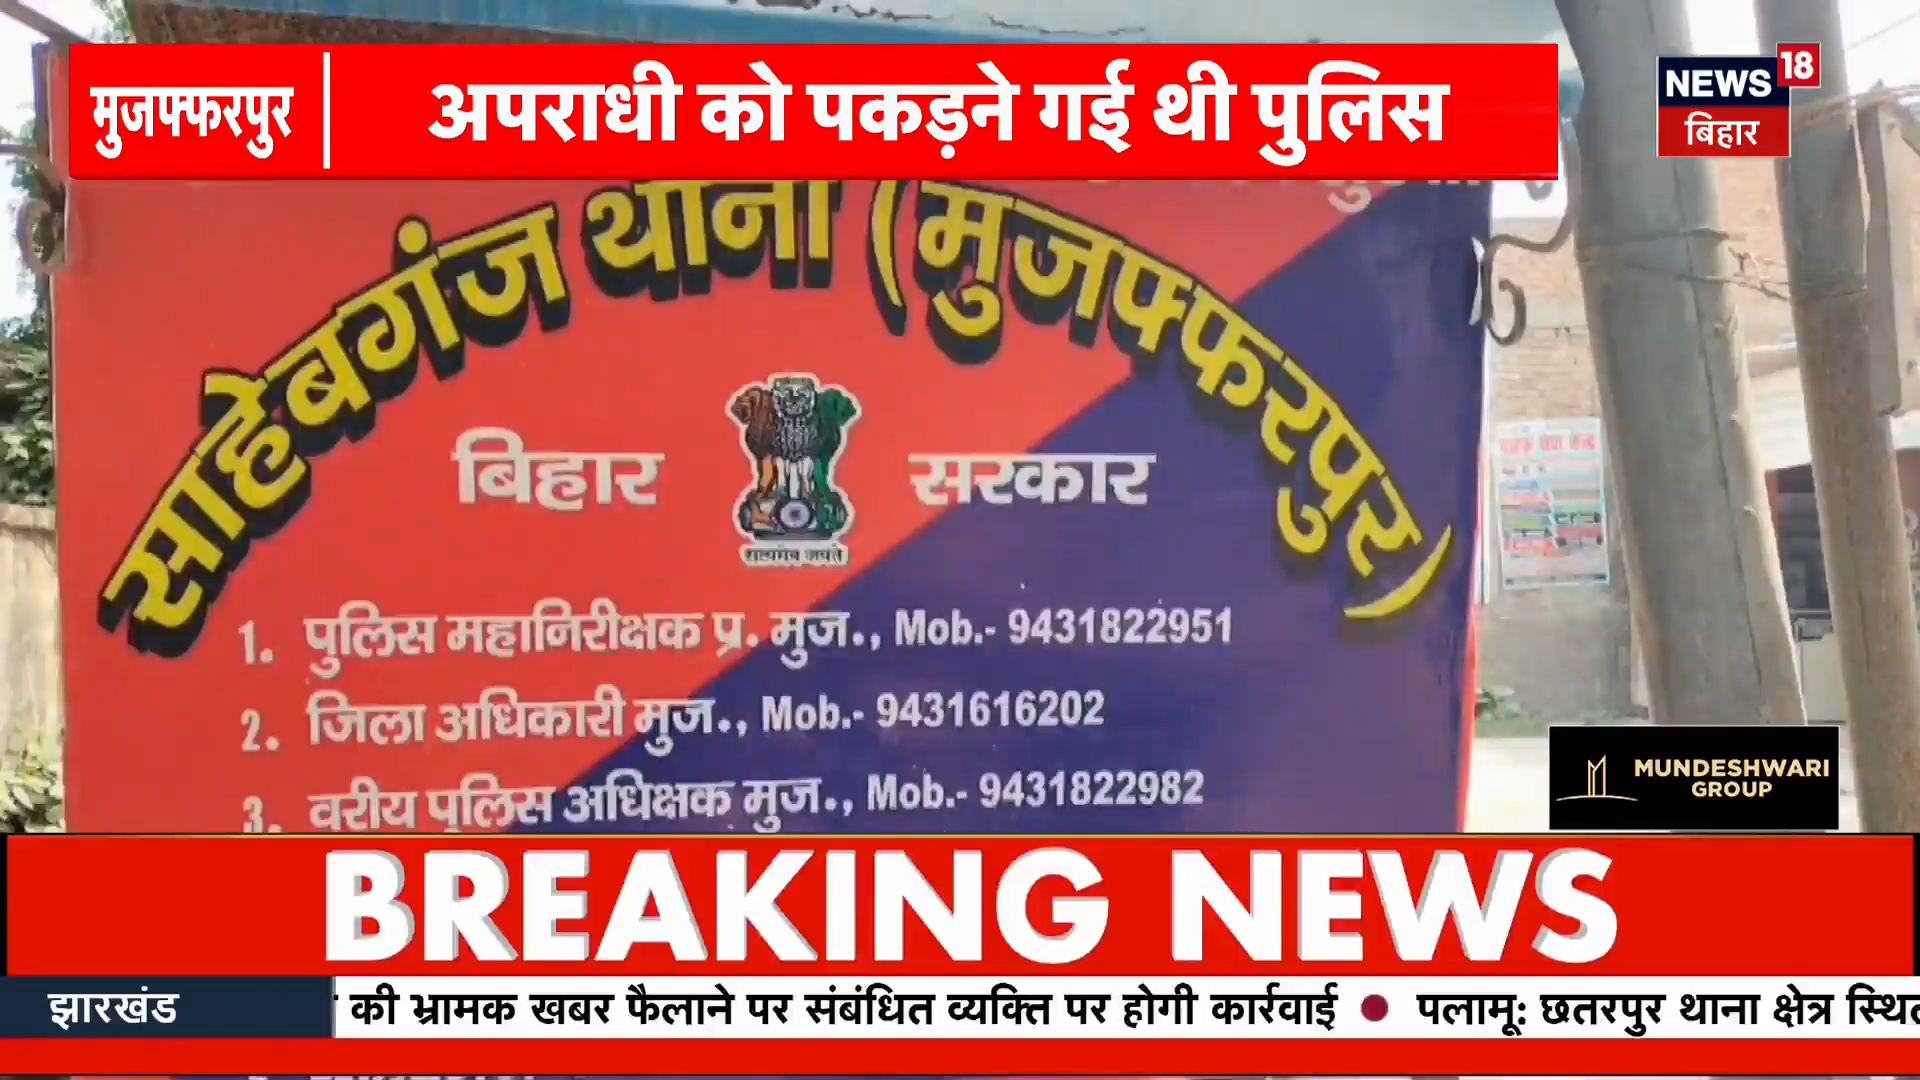 मुजफ्फरपुर
अपराधी को पकड़ने गई थी पुलिस
NEWS 18
बिहार
साहेबगंज थाना (मुजफ्फरपुर)
बिहार सरकार
सत्यमेव जयते
1. पुलिस महानिरीक्षक प्र. मुज., Mob.- 9431822951
2. जिला अधिकारी मुज., Mob.- 9431616202
3. वरीय पुलिस अधिक्षक मुज., Mob.- 9431822982
MUNDESHWARI
GROUP
BREAKING NEWS
झारखंड
की भ्रामक खबर फैलाने पर संबंधित व्यक्ति पर होगी कार्रवाई ● पलामू: छतरपुर थाना क्षेत्र